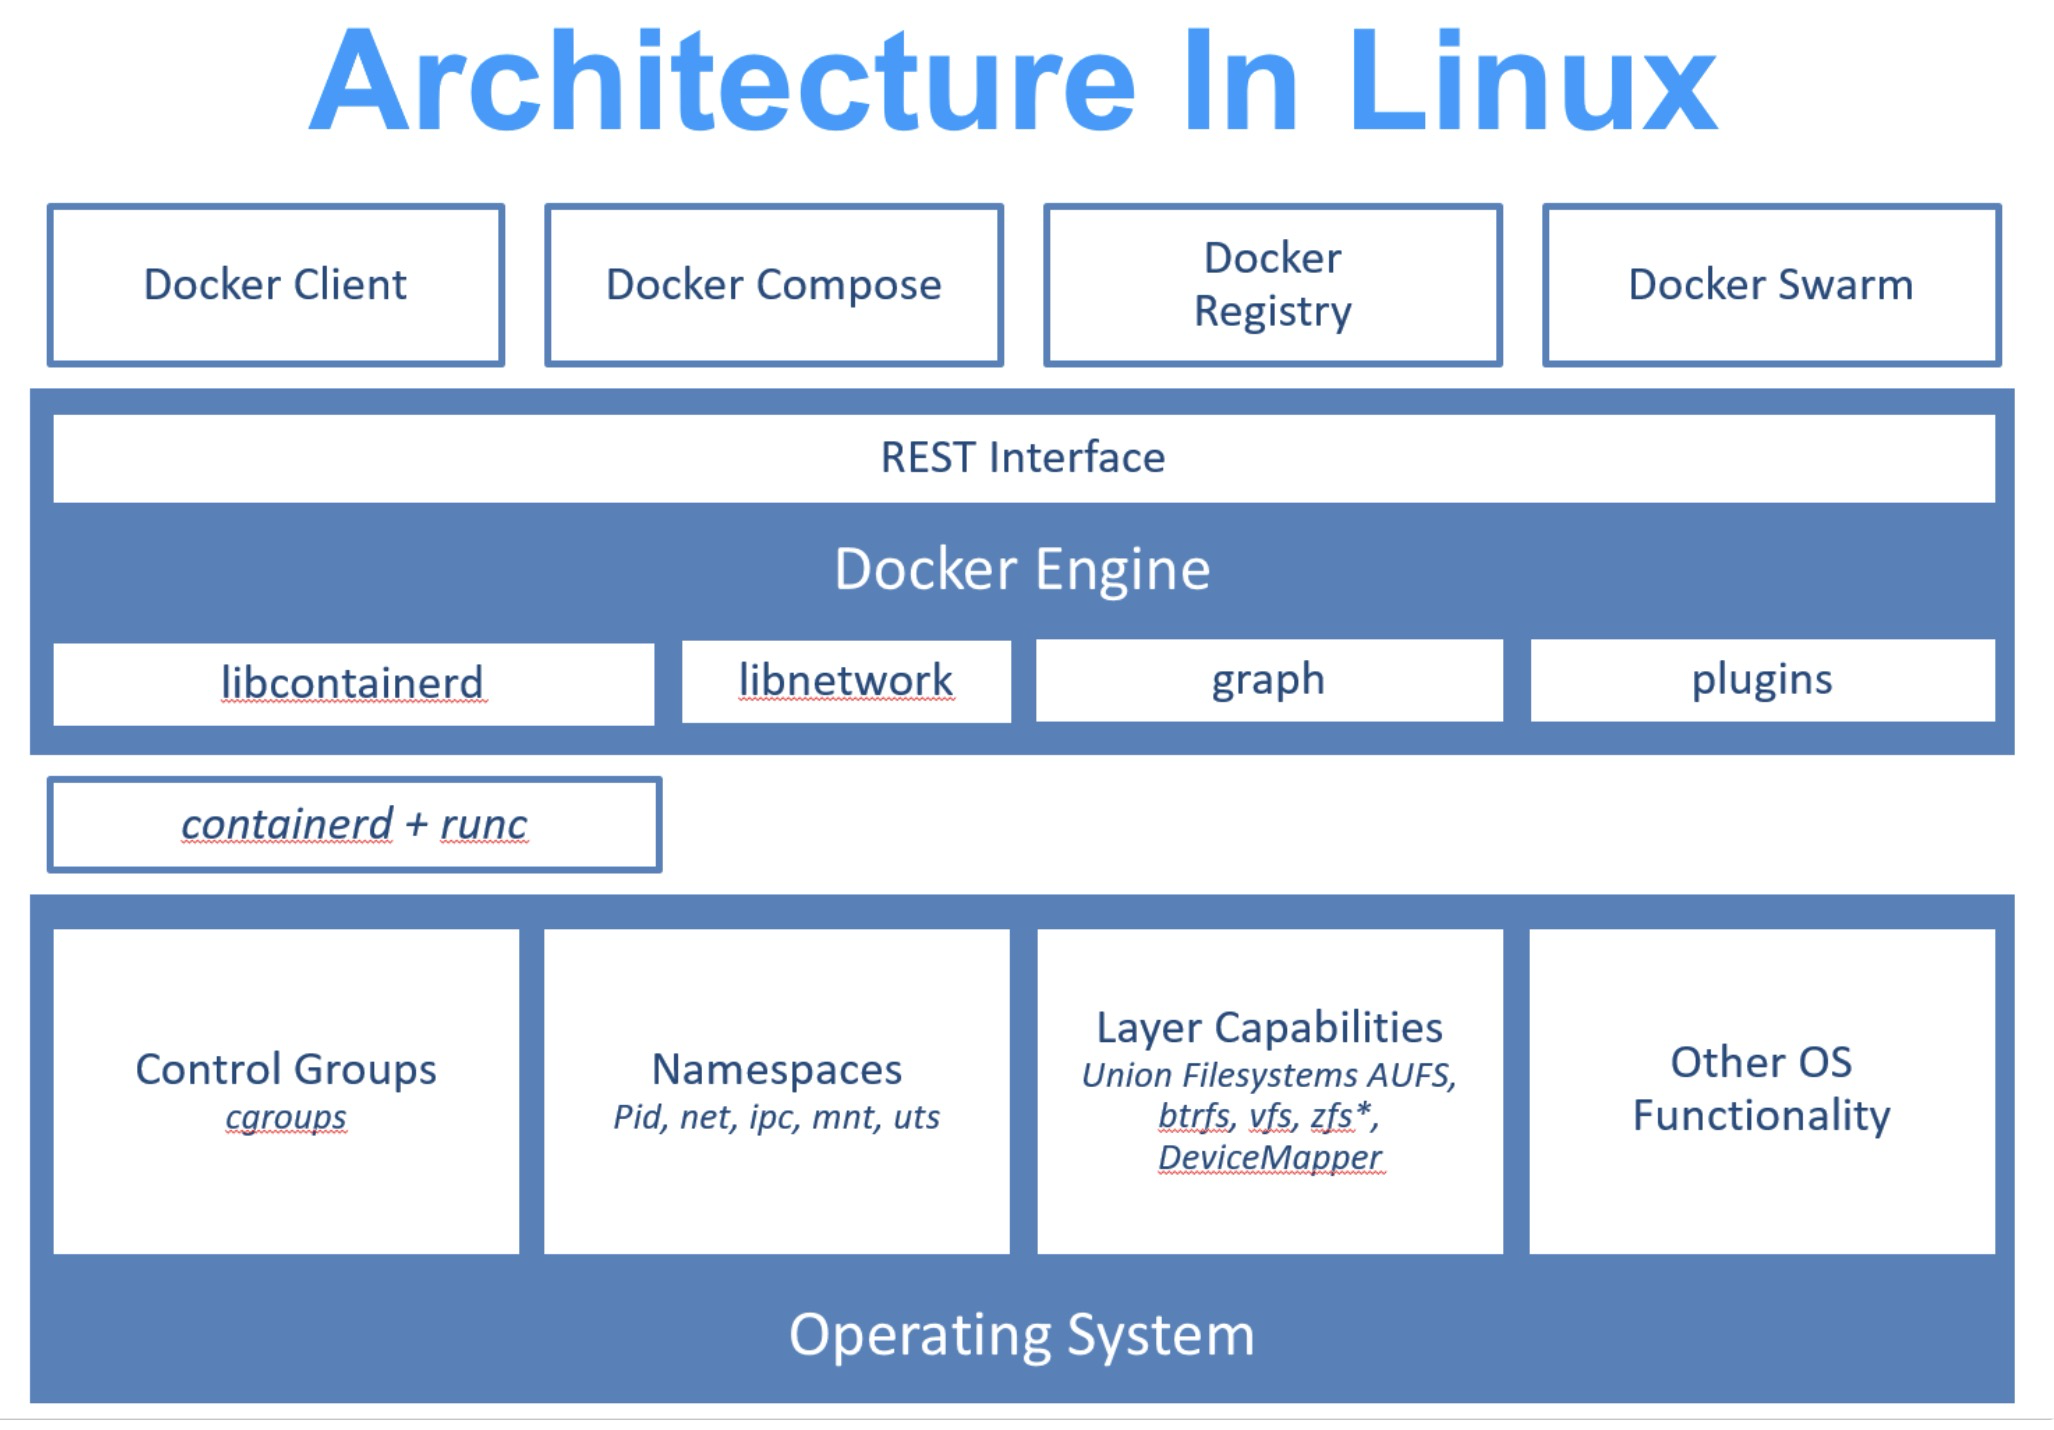 Architecture In Linux
Docker Client
Docker Compose
Docker
Registry
Docker Swarm
REST Interface
Docker Engine
libcontainerd
libnetwork
graph
plugins
containerd + runc
Control Groups
cgroups
Namespaces
Pid, net, ipc, mnt, uts
Layer Capabilities
Union Filesystems AUFS,
btrfs, vfs, zfs*,
DeviceMapper
Other OS
Functionality
Operating System